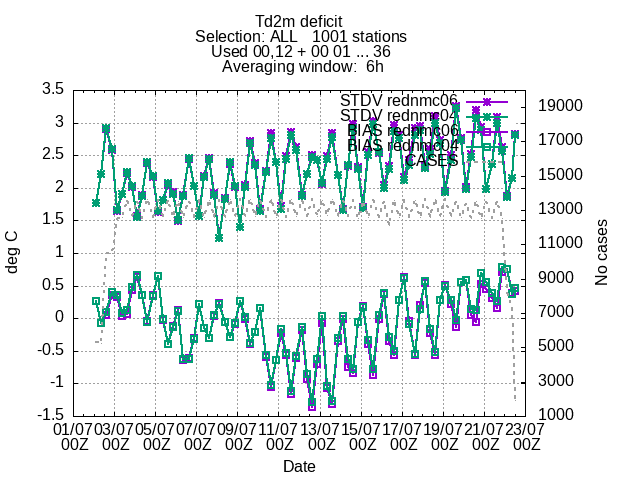 Td2m deficit
Selection: ALL   1001 stations
Used 00,12 + 00 01 ... 36
Averaging window:  6h
3.5
3
2.5
2
1.5
1
0.5
0
-0.5
-1
-1.5
deg C
STDV rednmc06
STDV rednmc04
BIAS rednmc06
BIAS rednmc04
CASES
19000
17000
15000
13000
11000
9000
7000
5000
3000
1000
No cases
01/07 03/07 05/07 07/07 09/07 11/07 13/07 15/07 17/07 19/07 21/07 23/07
00Z 00Z 00Z 00Z 00Z 00Z 00Z 00Z 00Z 00Z 00Z 00Z
Date